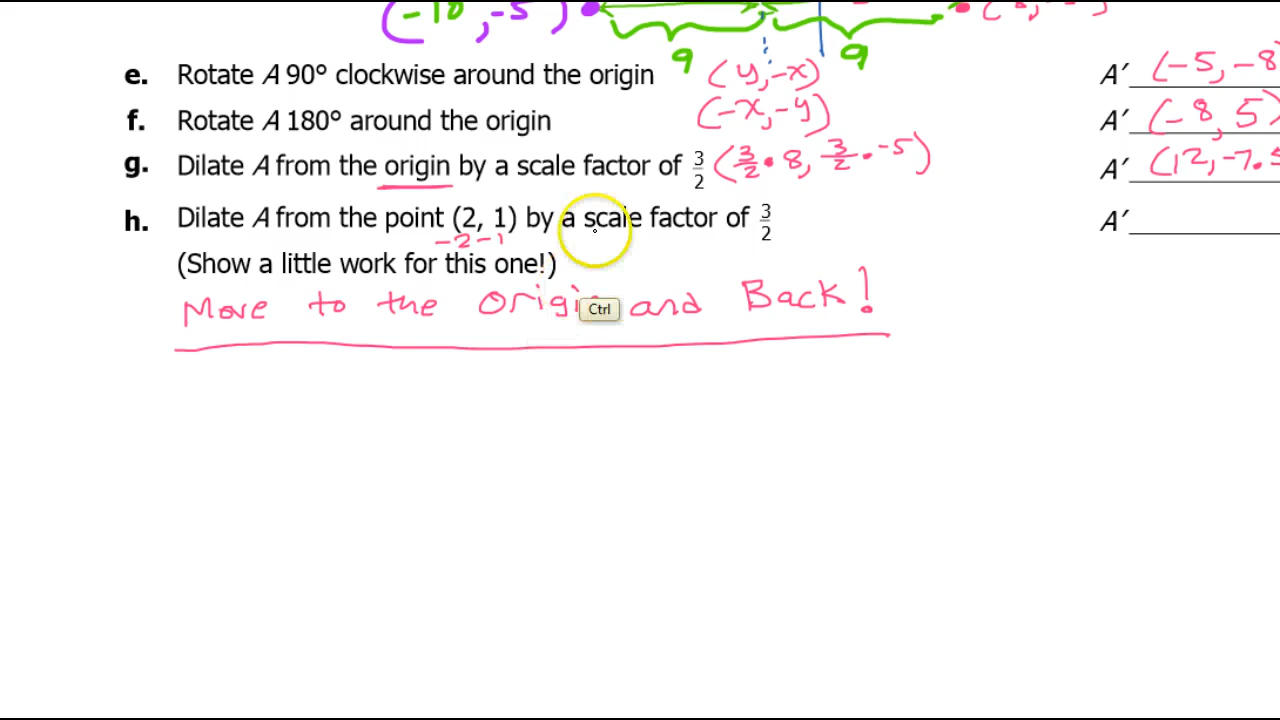 (-10, -5)
9 9
e. Rotate A 90° clockwise around the origin (y, -x) A′ (-5, -8
f. Rotate A 180° around the origin (-x, -y) A′ (-8, 5)
g. Dilate A from the origin by a scale factor of 3/2 (3/2 • 8, 3/2 • -5) A′ (12, -7.5
h. Dilate A from the point (2, 1) by a scale factor of 3/2 A′
-2 -1
(Show a little work for this one!)
Move to the Origin and Back!
Ctrl